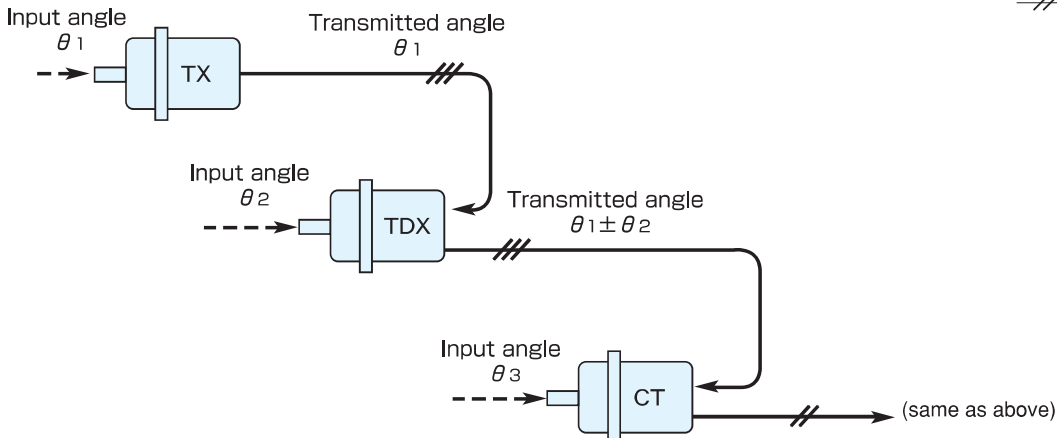 Input angle
θ1
Transmitted angle
θ1
TX
Input angle
θ2
TDX
Transmitted angle
θ1±θ2
Input angle
θ3
CT
(same as above)